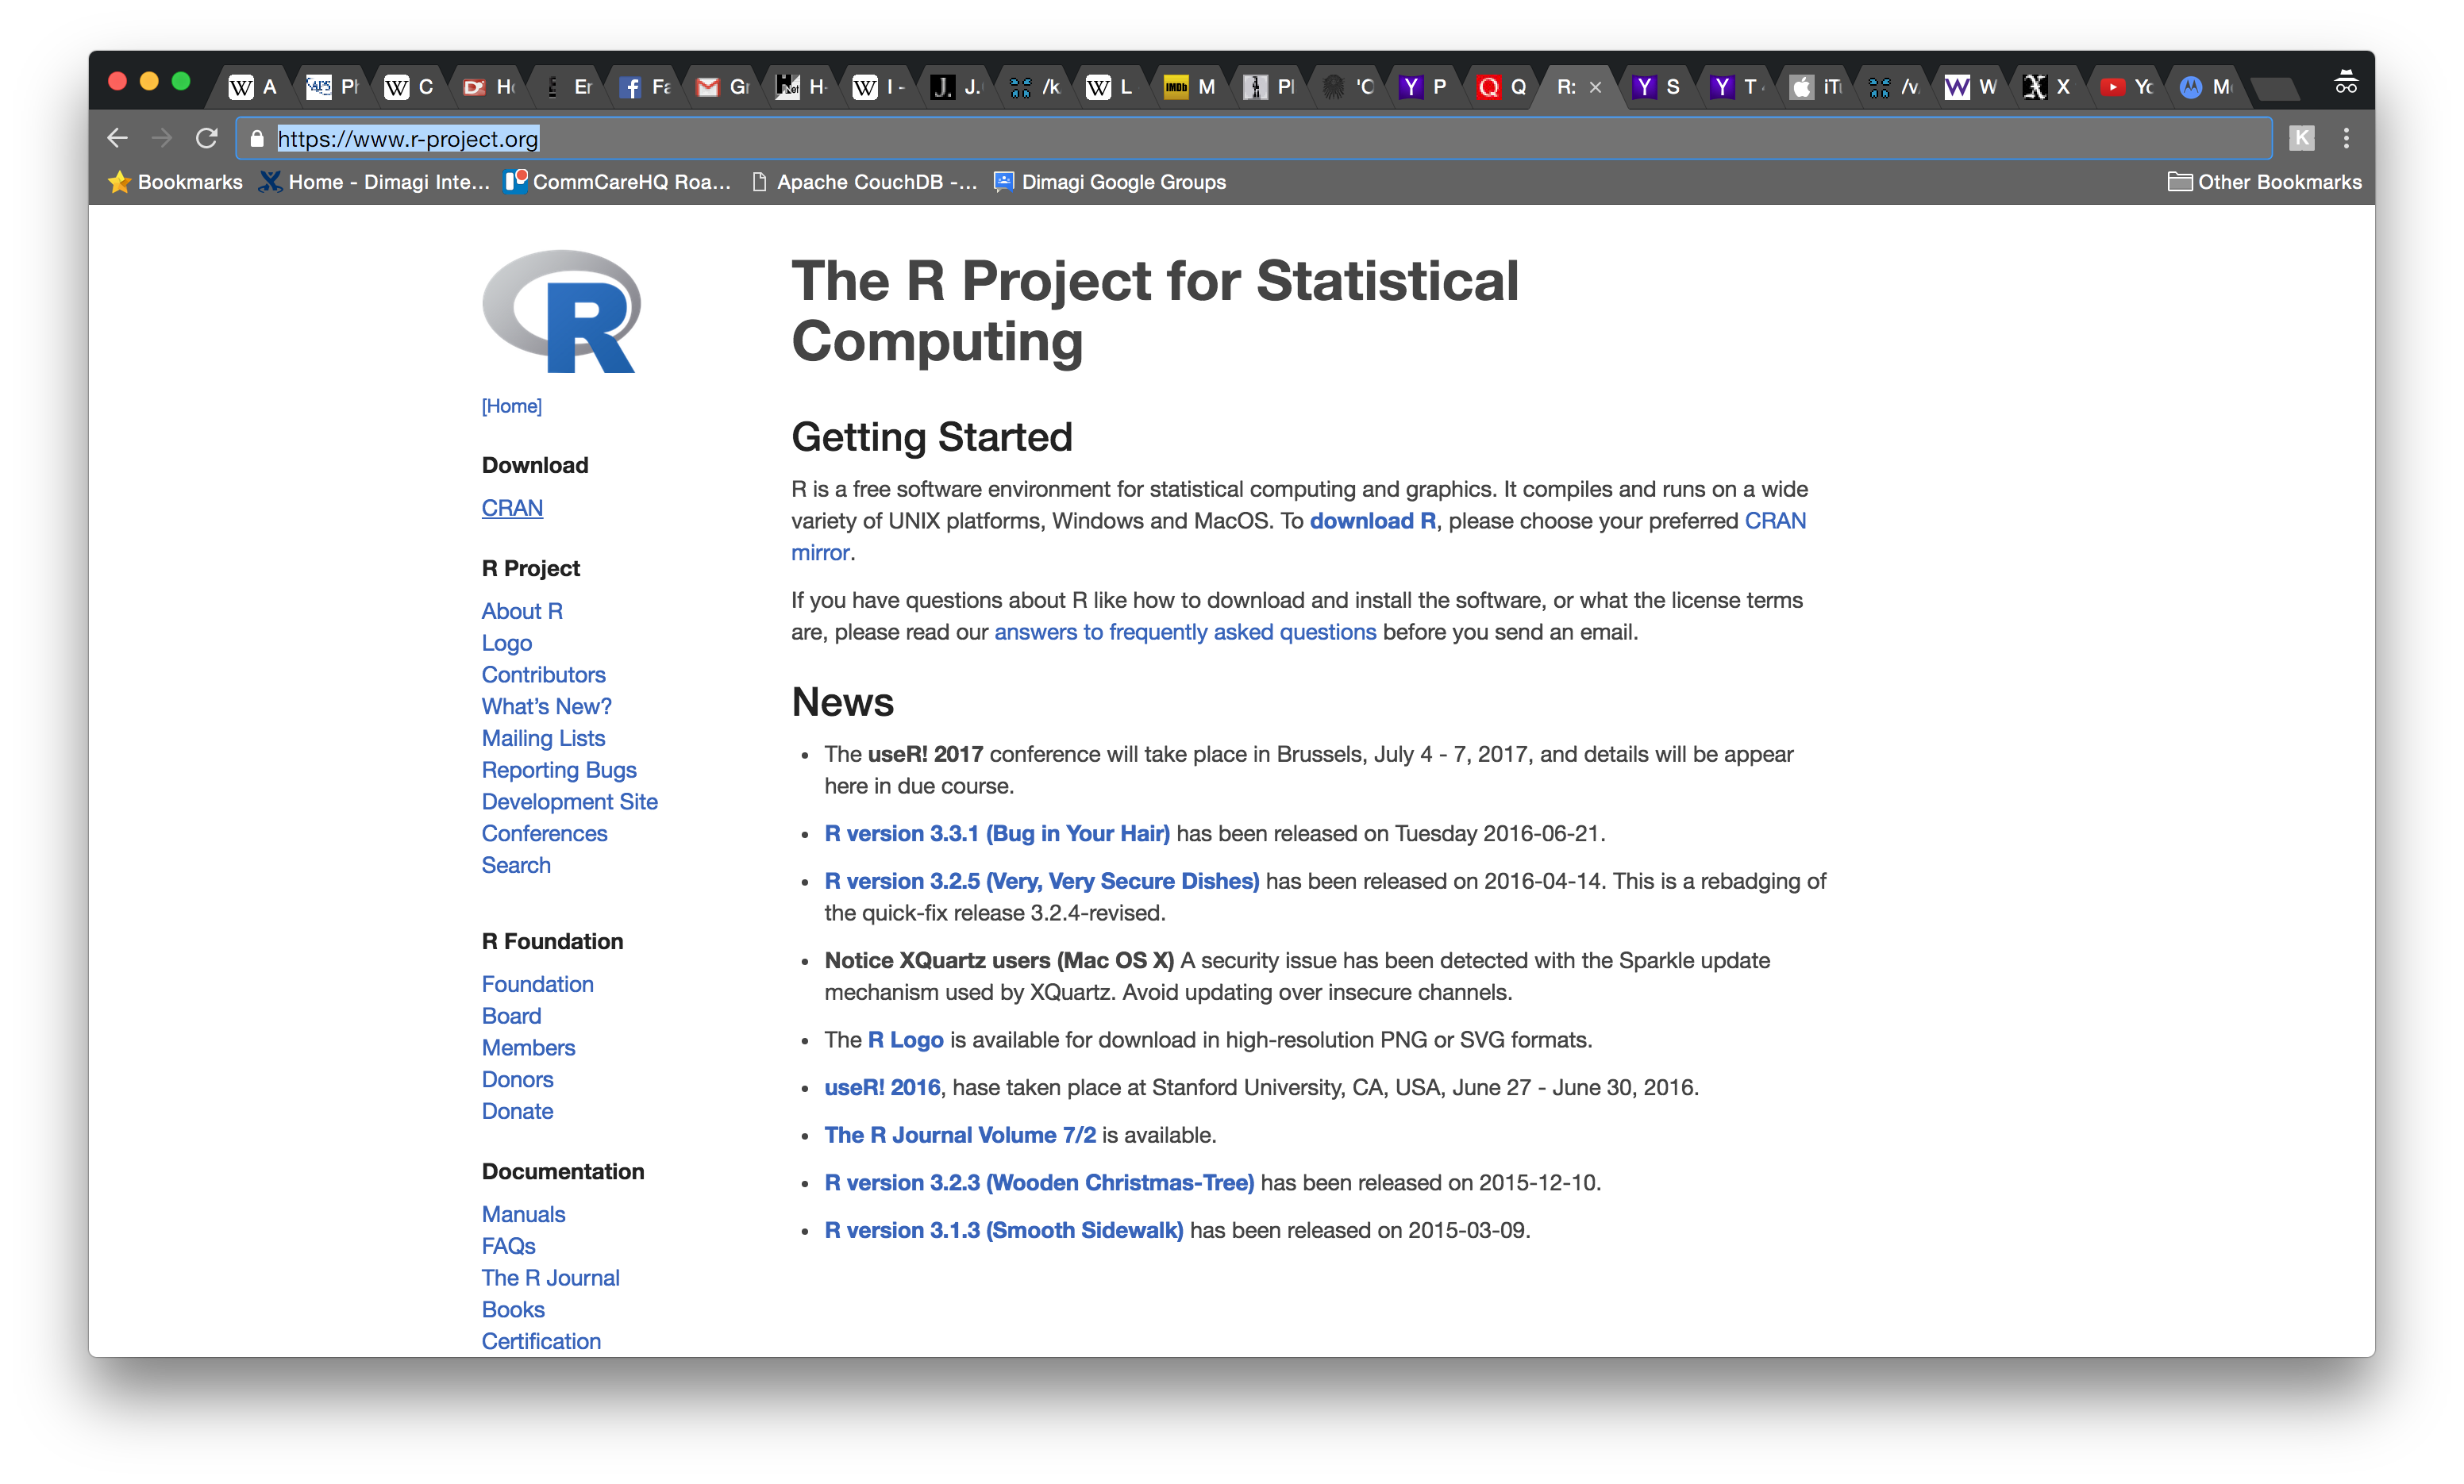 A
Ph
C
Ho
Er
Fa
Gr
H-
I -
J.
/k
L
M
Pl
'O
P
Q
R:
S
T
iTu
/v
W
X
Yo
Mo
https://www.r-project.org
Bookmarks Home - Dimagi Inte... CommCareHQ Roa... Apache CouchDB -... Dimagi Google Groups Other Bookmarks
R
[Home]
Download
CRAN
R Project
About R
Logo
Contributors
What's New?
Mailing Lists
Reporting Bugs
Development Site
Conferences
Search
R Foundation
Foundation
Board
Members
Donors
Donate
Documentation
Manuals
FAQs
The R Journal
Books
Certification
The R Project for Statistical
Computing
Getting Started
R is a free software environment for statistical computing and graphics. It compiles and runs on a wide
variety of UNIX platforms, Windows and MacOS. To download R, please choose your preferred CRAN
mirror.
If you have questions about R like how to download and install the software, or what the license terms
are, please read our answers to frequently asked questions before you send an email.
News
• The useR! 2017 conference will take place in Brussels, July 4 - 7, 2017, and details will be appear
here in due course.
• R version 3.3.1 (Bug in Your Hair) has been released on Tuesday 2016-06-21.
• R version 3.2.5 (Very, Very Secure Dishes) has been released on 2016-04-14. This is a rebadging of
the quick-fix release 3.2.4-revised.
• Notice XQuartz users (Mac OS X) A security issue has been detected with the Sparkle update
mechanism used by XQuartz. Avoid updating over insecure channels.
• The R Logo is available for download in high-resolution PNG or SVG formats.
• useR! 2016, hase taken place at Stanford University, CA, USA, June 27 - June 30, 2016.
• The R Journal Volume 7/2 is available.
• R version 3.2.3 (Wooden Christmas-Tree) has been released on 2015-12-10.
• R version 3.1.3 (Smooth Sidewalk) has been released on 2015-03-09.